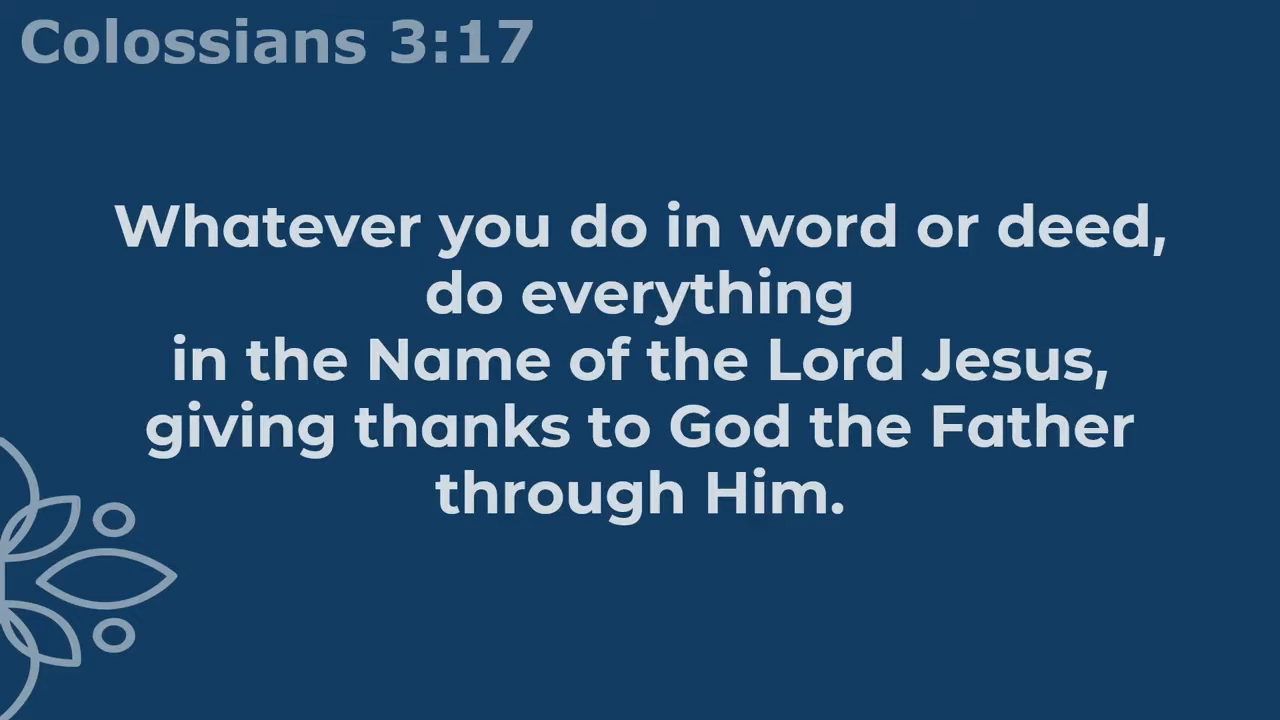 Colossians 3:17
Whatever you do in word or deed,
do everything
in the Name of the Lord Jesus,
giving thanks to God the Father
through Him.